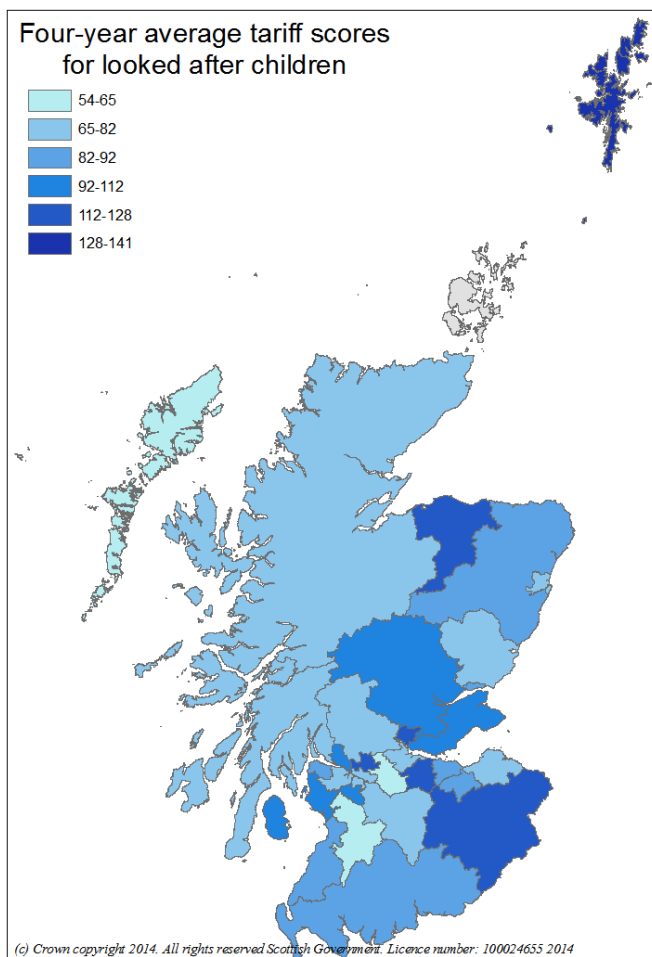 Four-year average tariff scores
for looked after children
54-65
65-82
82-92
92-112
112-128
128-141
(c) Crown copyright 2014. All rights reserved Scottish Government. Licence number: 100024655 2014